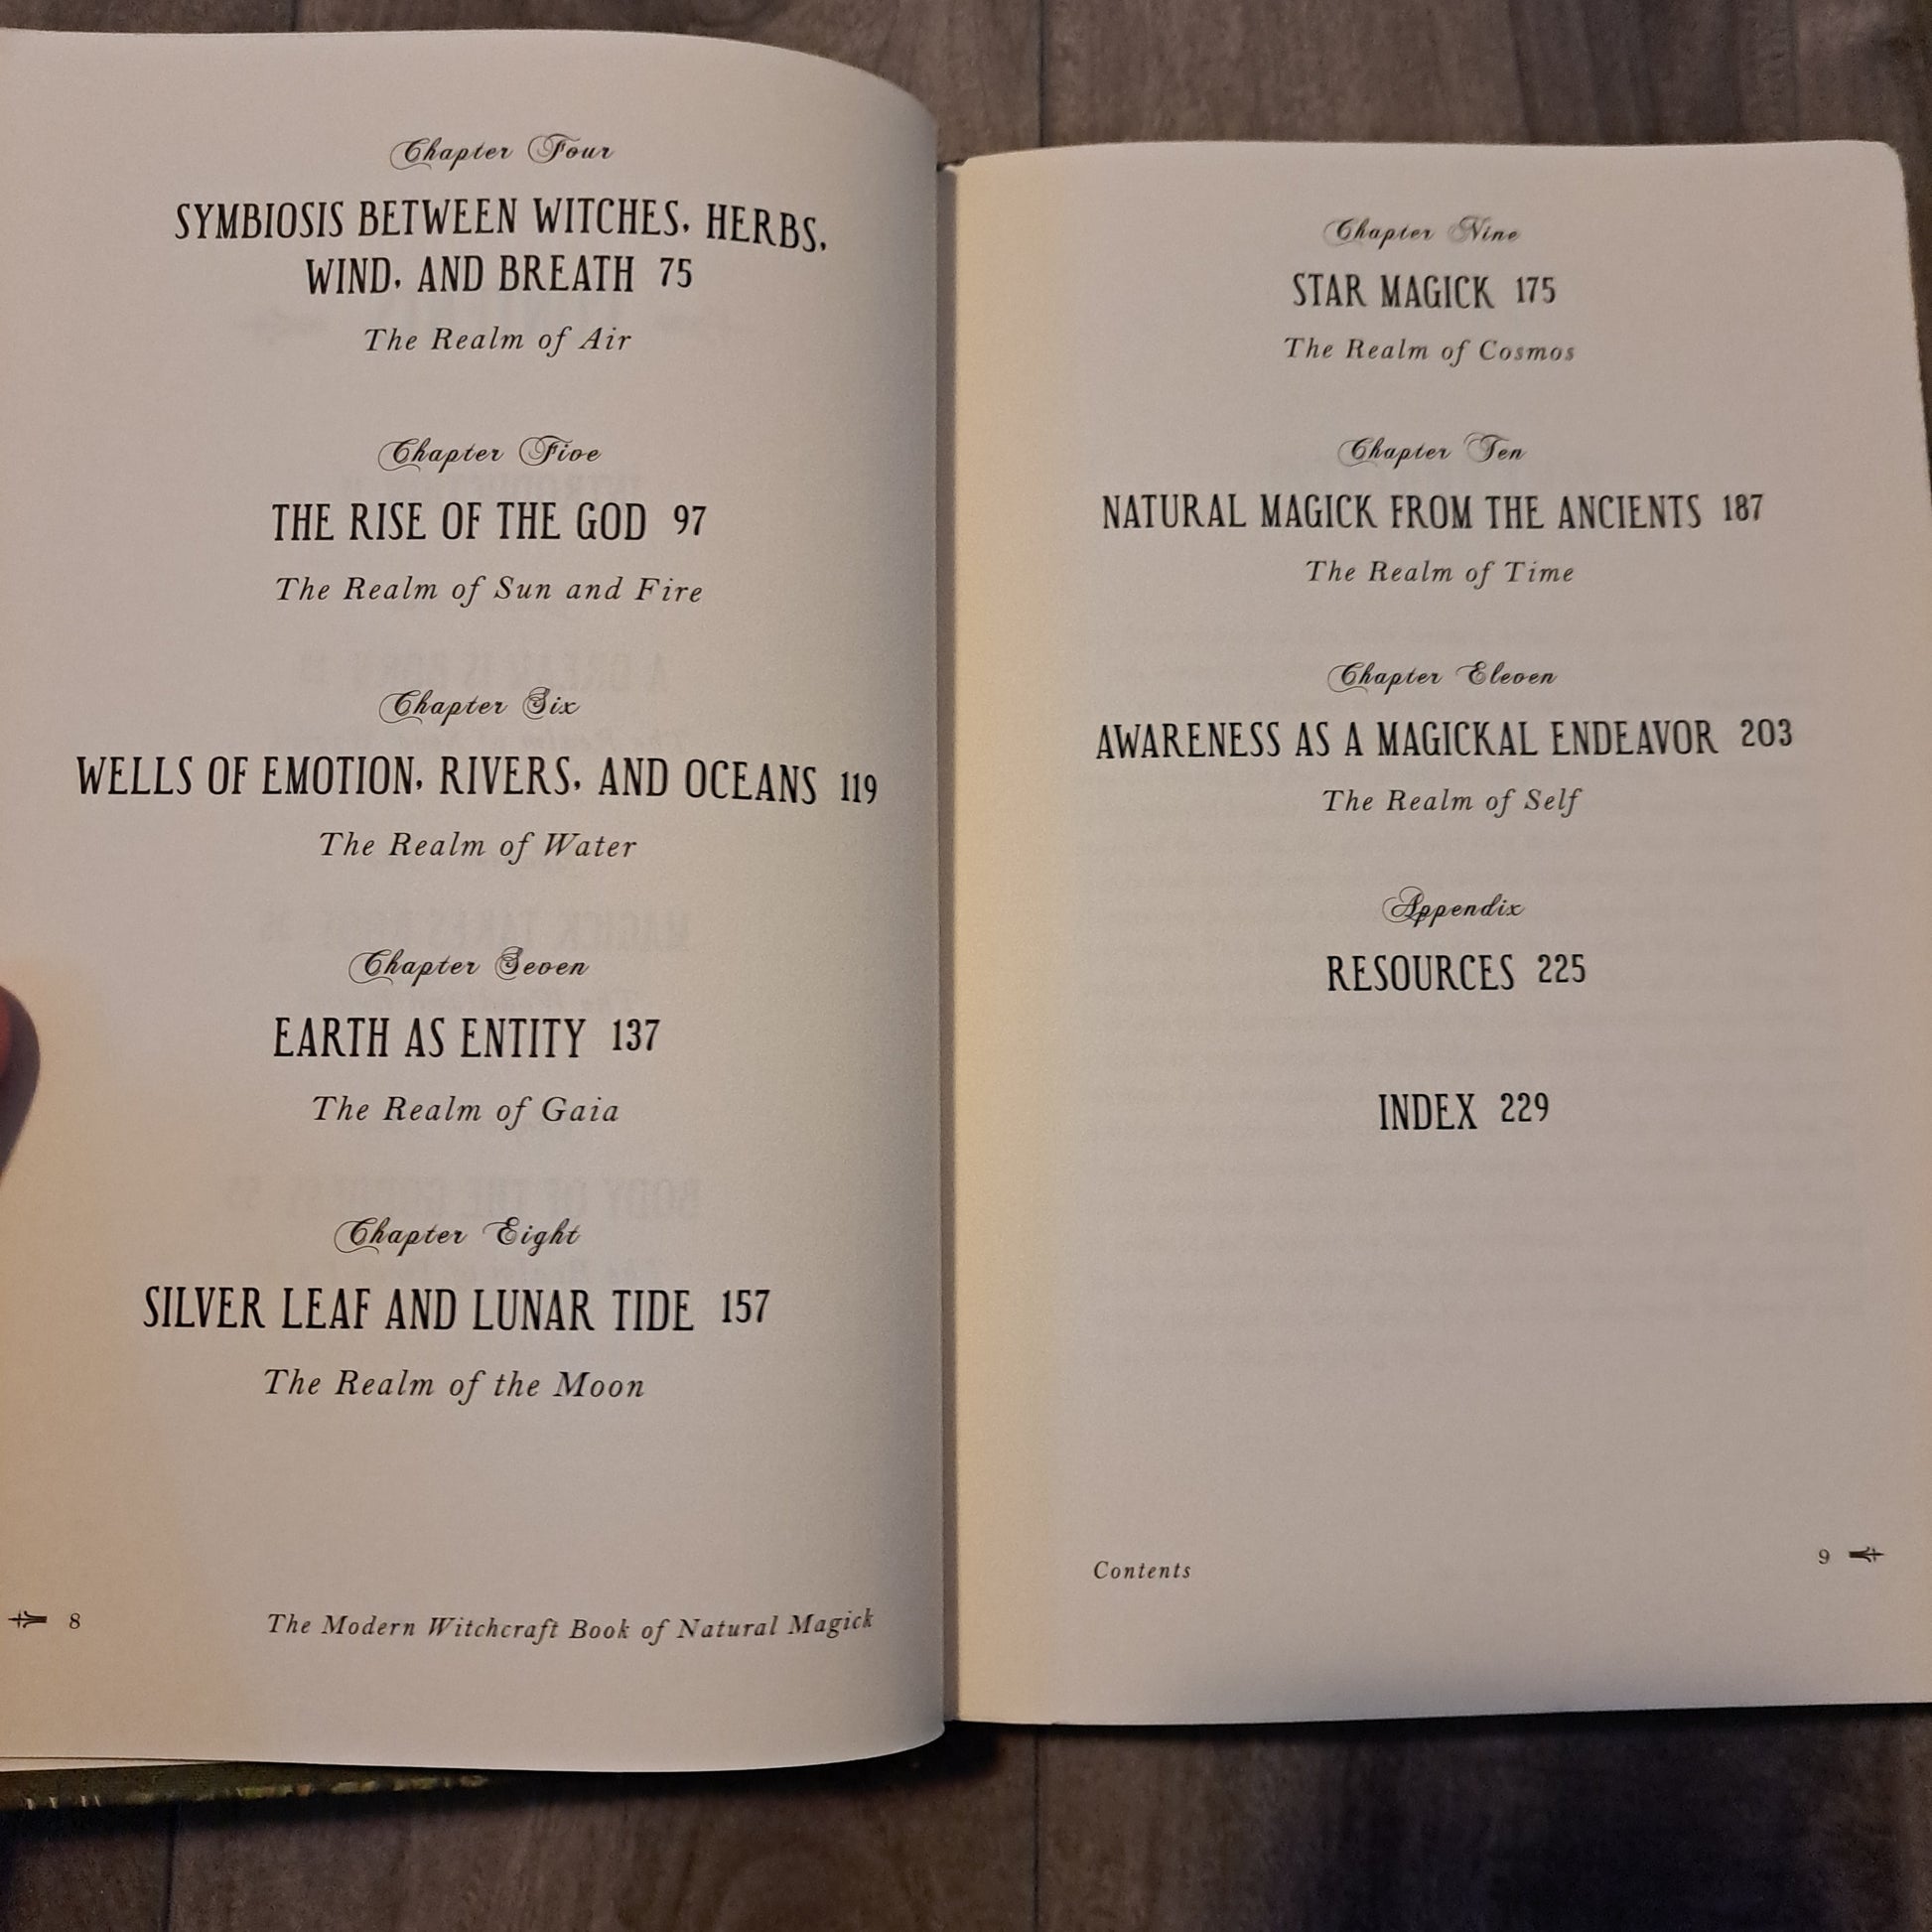 Chapter Four
SYMBIOSIS BETWEEN WITCHES, HERBS,
WIND, AND BREATH 75
The Realm of Air
Chapter Five
THE RISE OF THE GOD 97
The Realm of Sun and Fire
Chapter Six
WELLS OF EMOTION, RIVERS, AND OCEANS 119
The Realm of Water
Chapter Seven
EARTH AS ENTITY 137
The Realm of Gaia
Chapter Eight
SILVER LEAF AND LUNAR TIDE 157
The Realm of the Moon
8 The Modern Witchcraft Book of Natural Magick
Chapter Nine
STAR MAGICK 175
The Realm of Cosmos
Chapter Ten
NATURAL MAGICK FROM THE ANCIENTS 187
The Realm of Time
Chapter Eleven
AWARENESS AS A MAGICKAL ENDEAVOR 203
The Realm of Self
Appendix
RESOURCES 225
INDEX 229
Contents 9